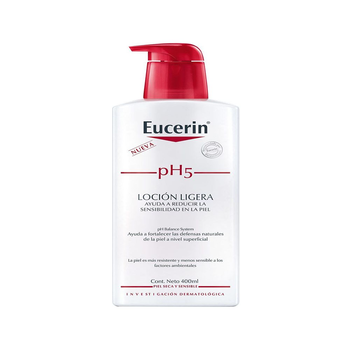 Eucerin®
NUEVA
pH5
LOCIÓN LIGERA
AYUDA A REDUCIR LA
SENSIBILIDAD EN LA PIEL
pH Balance System
Ayuda a fortalecer las defensas naturales
de la piel a nivel superficial
La piel es más resistente y menos sensible a los
factores ambientales
Cont. Neto 400ml
PIEL SECA Y SENSIBLE
INVESTIGACIÓN DERMATOLÓGICA